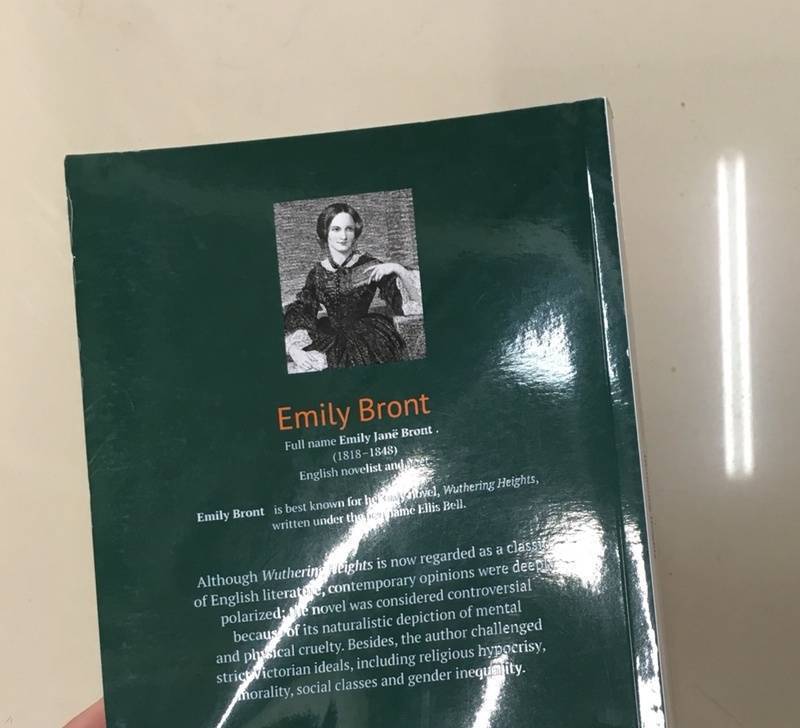 Emily Bront
Full name Emily Janë Bront .
(1818–1848)
English novelist and
Emily Bront is best known for her novel, Wuthering Heights,
written under the name Ellis Bell.
Although Wuthering Heights is now regarded as a classic
of English literature, contemporary opinions were deeply
polarized; the novel was considered controversial
because of its naturalistic depiction of mental
and physical cruelty. Besides, the author challenged
strict Victorian ideals, including religious hypocrisy,
morality, social classes and gender inequality.